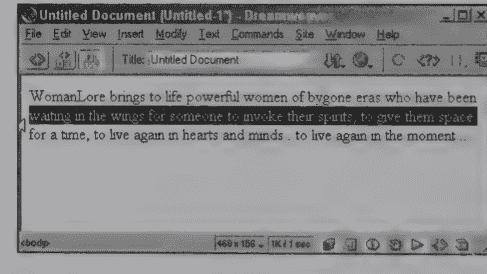 Untitled Document (Untitled-1*) - Dreamweaver
File Edit View Insert Modify Text Commands Site Window Help
Title: Untitled Document
WomanLore brings to life powerful women of bygone eras who have been
waiting in the wings for someone to invoke their spirits, to give them space
for a time, to live again in hearts and minds .. to live again in the moment ..
<body> 468 x 156 1K / 1 sec